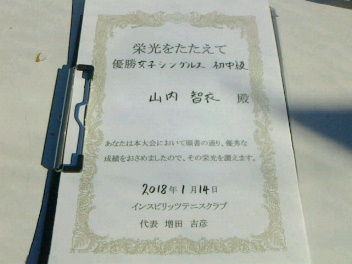 栄光をたたえて
優勝女子シングルス 初中級
山内 智衣 殿
あなたは本大会において頭書の通り、優秀な
成績をおさめましたので、その栄光を讃えます。
2018年1月14日
インスピリッツテニスクラブ
代表 増田 吉彦